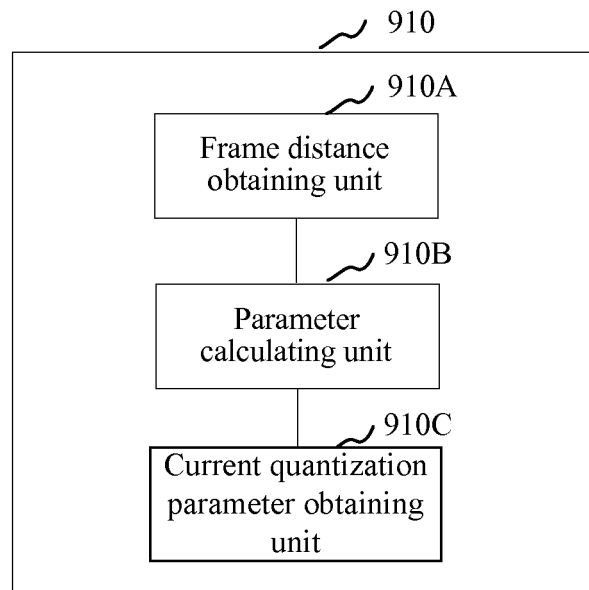 910
910A
Frame distance
obtaining unit
910B
Parameter
calculating unit
910C
Current quantization
parameter obtaining
unit